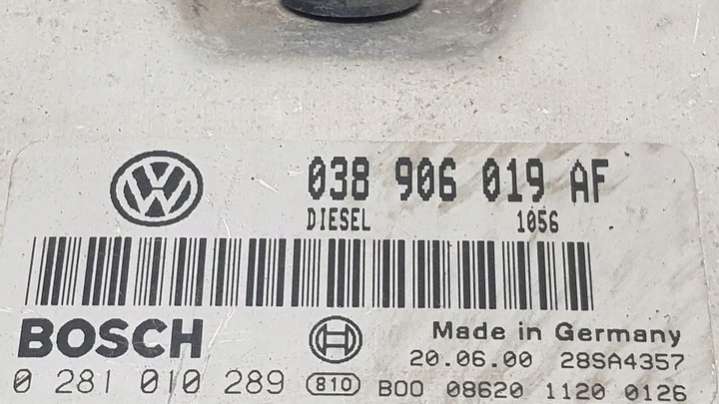 038 906 019 AF
DIESEL 1056
BOSCH Made in Germany
20.06.00 28SA4357
0 281 010 289 810 B00 08620 1120 0126